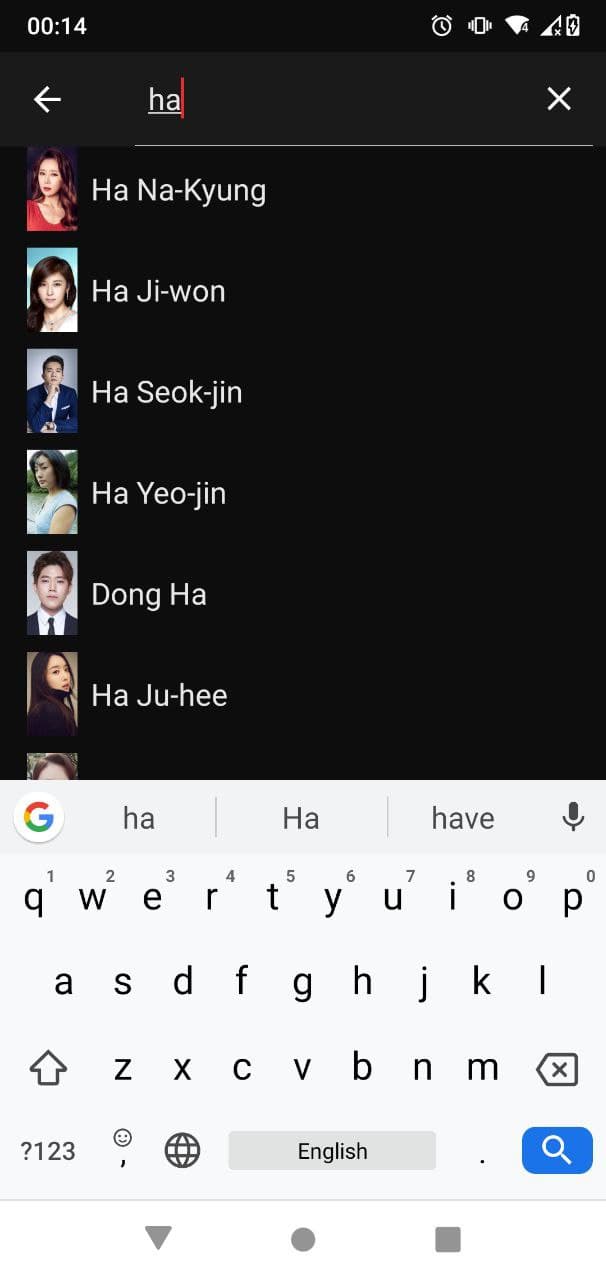 00:14
4
ha
Ha Na-Kyung
Ha Ji-won
Ha Seok-jin
Ha Yeo-jin
Dong Ha
Ha Ju-hee
ha Ha have
1 2 3 4 5 6 7 8 9 0
q w e r t y u i o p
a s d f g h j k l
z x c v b n m
?123 , English .